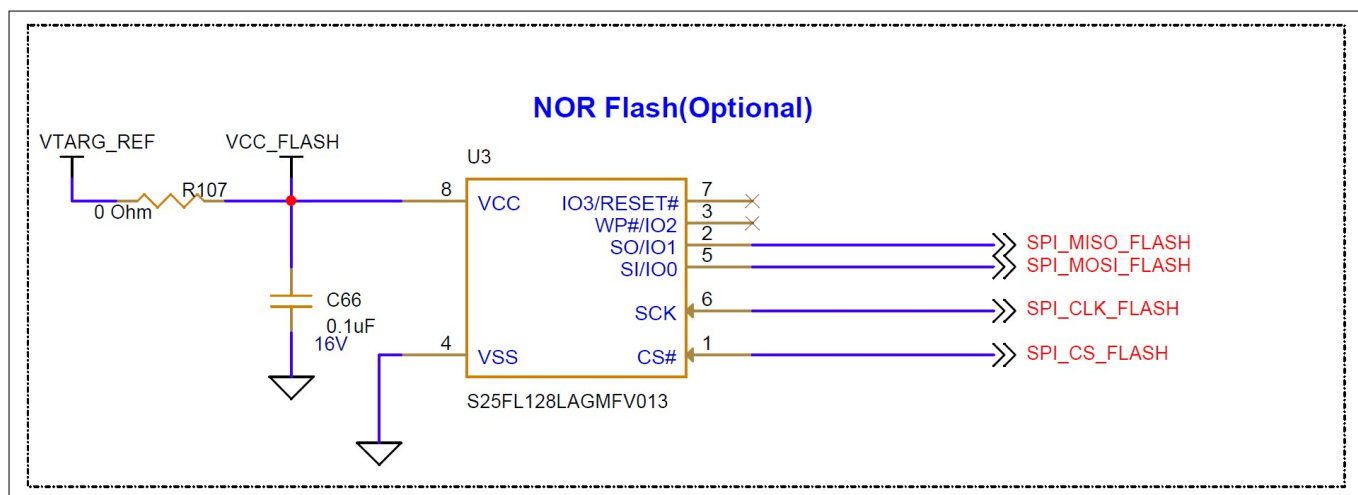 NOR Flash(Optional)
VTARG_REF
VCC_FLASH
R107
0 Ohm
C66
0.1uF
16V
U3
8
VCC
4
VSS
IO3/RESET#
7
WP#/IO2
3
SO/IO1
2
SI/IO0
5
SCK
6
CS#
1
S25FL128LAGMFV013
SPI_MISO_FLASH
SPI_MOSI_FLASH
SPI_CLK_FLASH
SPI_CS_FLASH